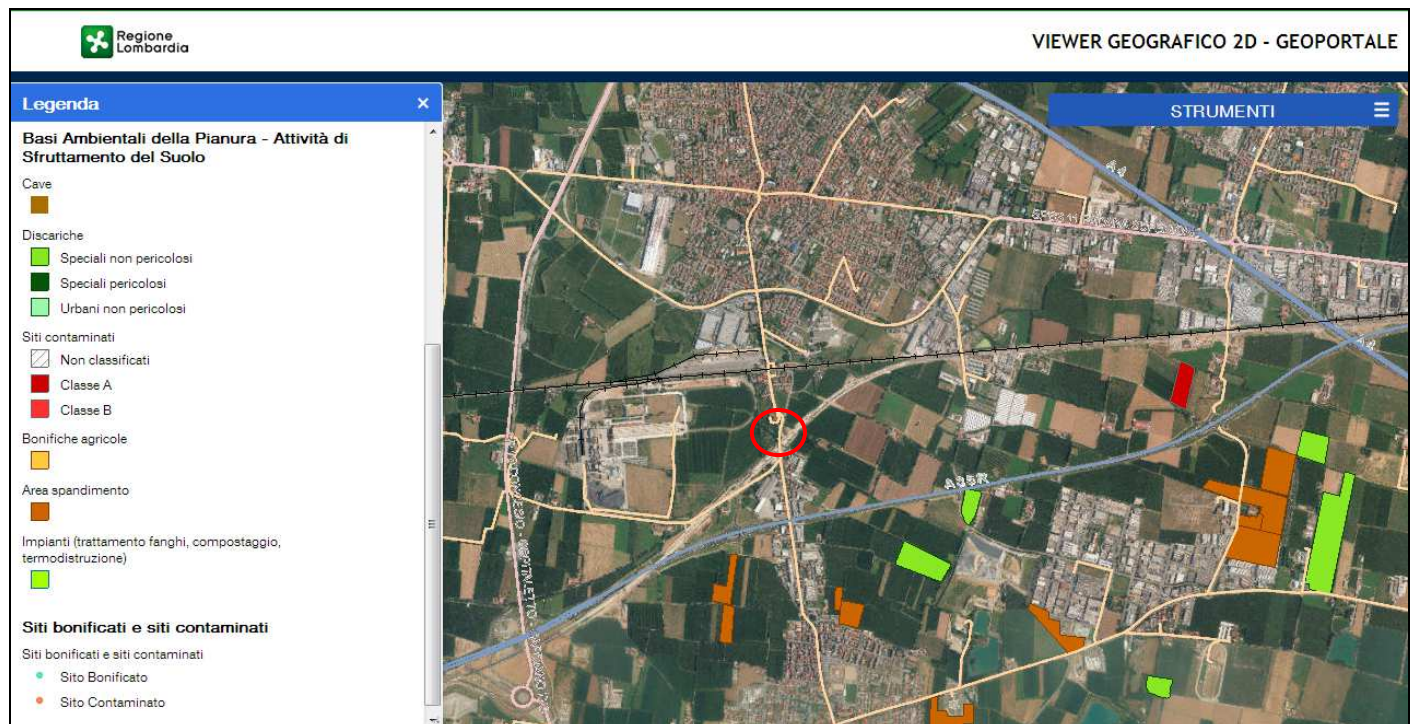 Regione
Lombardia
VIEWER GEOGRAFICO 2D - GEOPORTALE
Legenda
×
STRUMENTI
Basi Ambientali della Pianura - Attività di
Sfruttamento del Suolo
Cave
Discariche
Speciali non pericolosi
Speciali pericolosi
Urbani non pericolosi
Siti contaminati
Non classificati
Classe A
Classe B
Bonifiche agricole
Area spandimento
Impianti (trattamento fanghi, compostaggio,
termodistruzione)
Siti bonificati e siti contaminati
Siti bonificati e siti contaminati
Sito Bonificato
Sito Contaminato
A4
A4
A35R